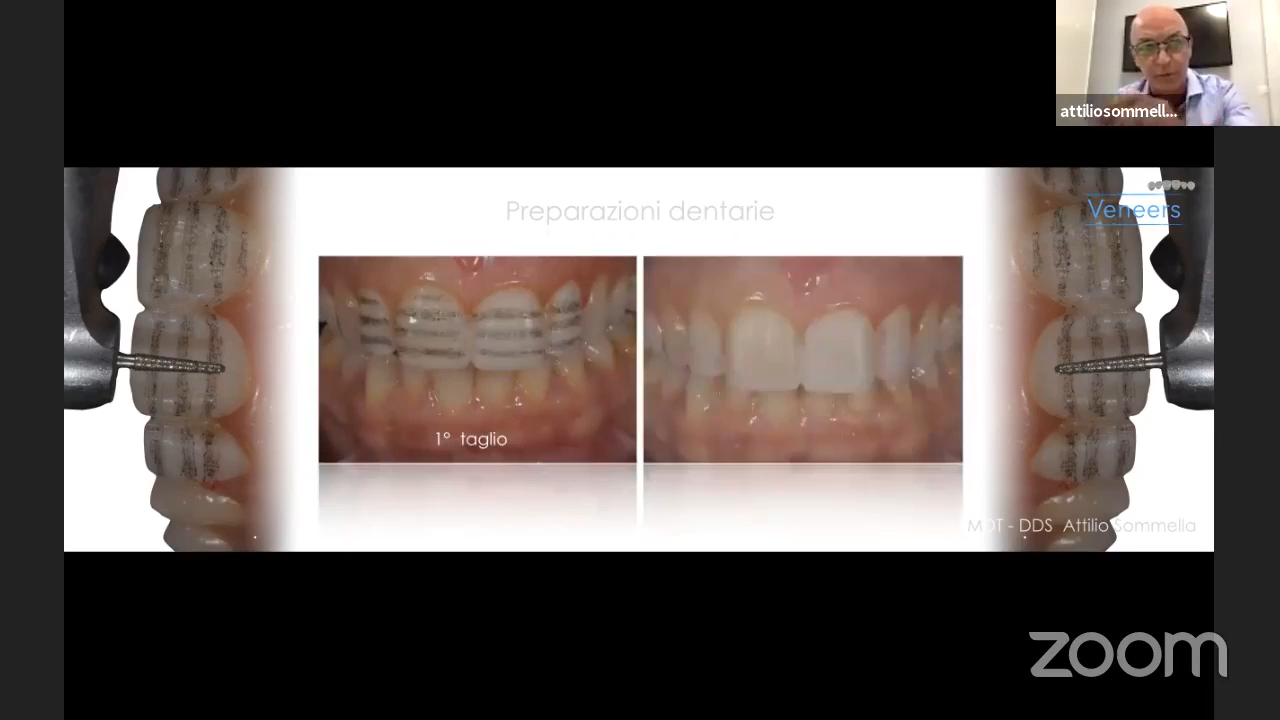 attiliosommell...
Preparazioni dentarie
Veneers
1° taglio
MDT - DDS Attilio Sommella
zoom